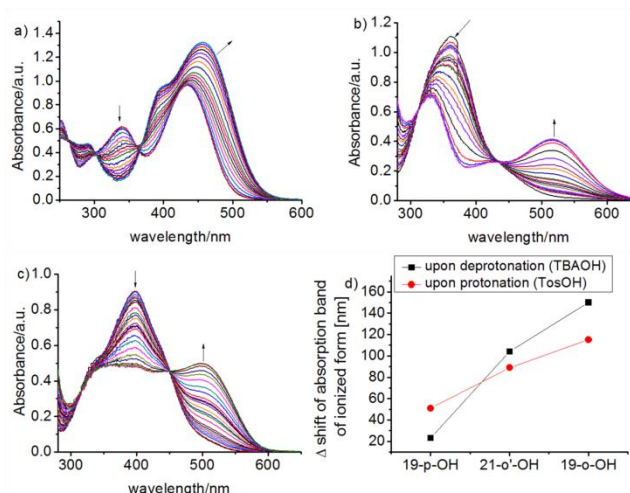 a)
1.4
1.2
1.0
0.8
0.6
0.4
0.2
0.0
Absorbance/a.u.
300 400 500 600
wavelength/nm
b)
1.2
1.0
0.8
0.6
0.4
0.2
0.0
Absorbance/a.u.
300 400 500 600
wavelength/nm
c)
1.0
0.8
0.6
0.4
0.2
0.0
Absorbance/a.u.
300 400 500 600 700
wavelength/nm
d)
upon deprotonation (TBAOH)
upon protonation (TosOH)
160
140
120
100
80
60
40
20
Δ shift of absorption band
of ionized form [nm]
19-p-OH 21-o'-OH 19-o-OH